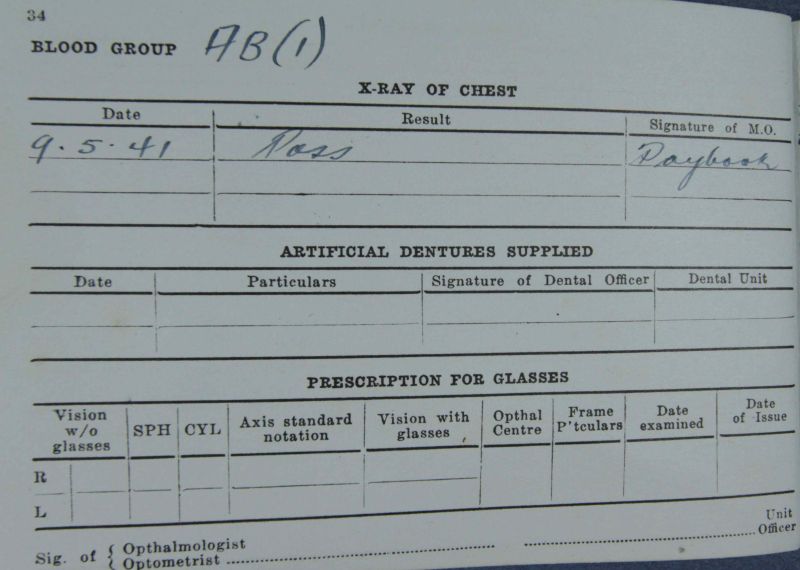 34
BLOOD GROUP AB(1)
X-RAY OF CHEST
Date Result Signature of M.O.
9.5.41 Pass Paybook
ARTIFICIAL DENTURES SUPPLIED
Date Particulars Signature of Dental Officer Dental Unit
PRESCRIPTION FOR GLASSES
Vision w/o glasses SPH CYL Axis standard notation Vision with glasses Opthal Centre Frame P'tculars Date examined Date of Issue
R
L
Sig. of { Opthalmologist Unit
{ Optometrist Officer